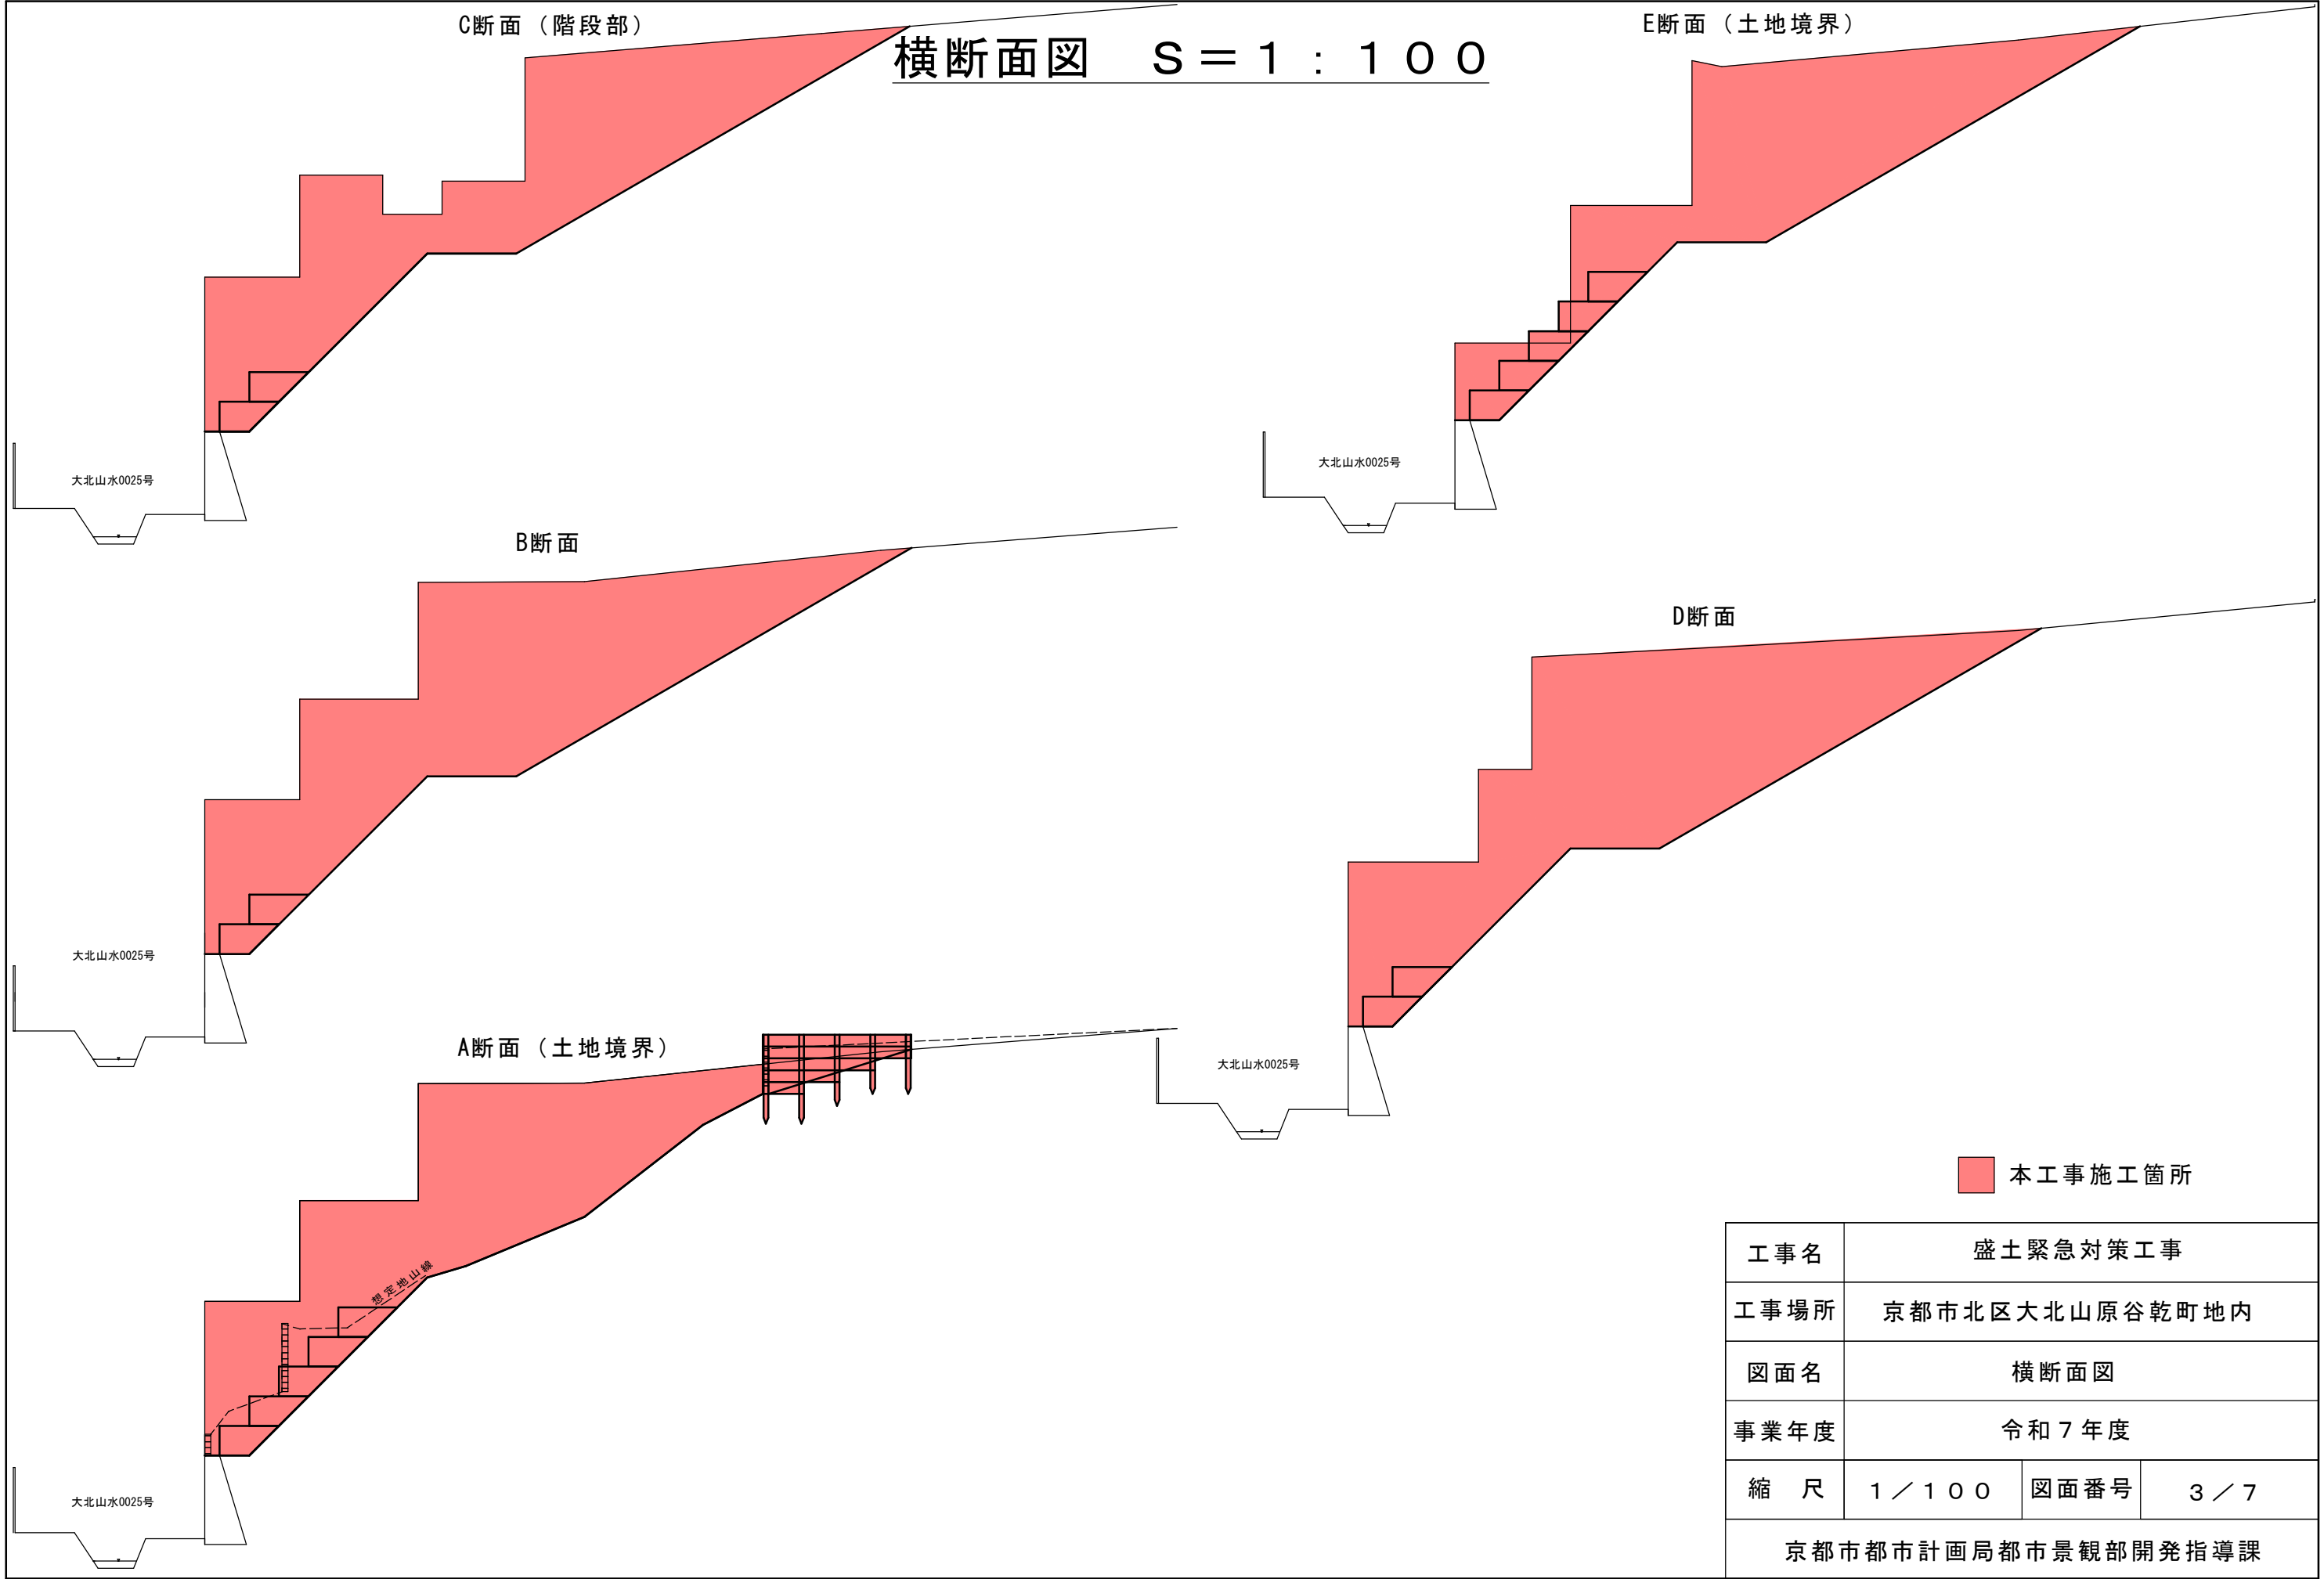 C断面（階段部）
横断面図　Ｓ＝１：１００
E断面（土地境界）
大北山水0025号
大北山水0025号
B断面
D断面
大北山水0025号
A断面（土地境界）
大北山水0025号
本工事施工箇所
想定地山線
大北山水0025号
工事名　盛土緊急対策工事
工事場所　京都市北区大北山原谷乾町地内
図面名　横断面図
事業年度　令和７年度
縮　尺　１／１００　図面番号　３／７
京都市都市計画局都市景観部開発指導課